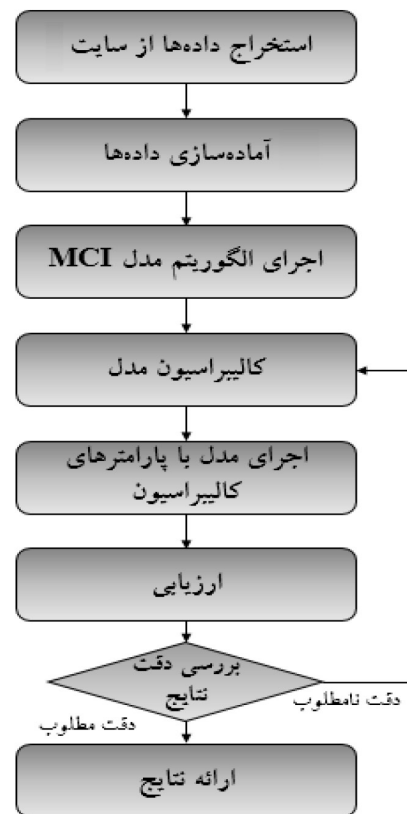 استخراج داده‌ها از سایت
آماده‌سازی داده‌ها
اجرای الگوریتم مدل MCI
کالیبراسیون مدل
اجرای مدل با پارامترهای
کالیبراسیون
ارزیابی
بررسی دقت
نتایج
دقت نامطلوب
دقت مطلوب
ارائه نتایج